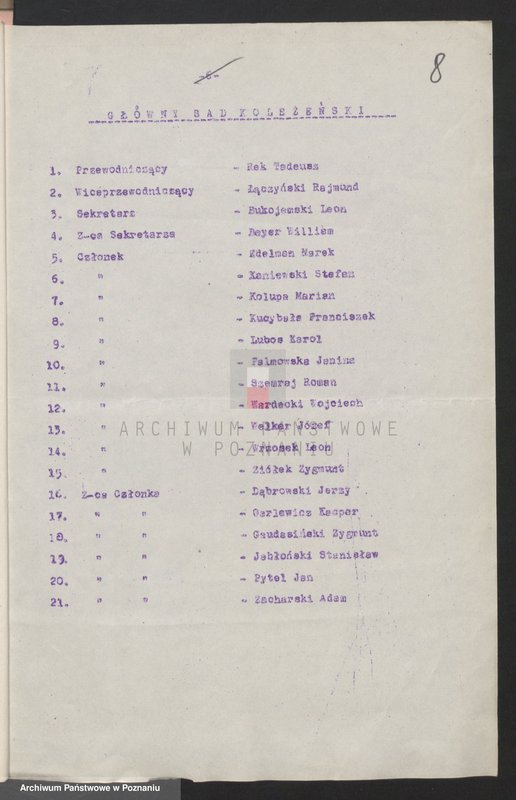 -6-
8
GŁÓWNY SĄD KOLEŻEŃSKI
1. Przewodniczący - Rek Tadeusz
2. Wiceprzewodniczący - Łączyński Rajmund
3. Sekretarz - Bukojemski Leon
4. Z-ca Sekretarza - Beyer William
5. Członek - Edelman Marek
6. " - Kaniewski Stefan
7. " - Kolupa Marian
8. " - Kucybała Franciszek
9. " - Lubos Karol
10. " - Palmowska Janina
11. " - Szemraj Roman
12. " - Wardecki Wojciech
13. " - Walker Józef
14. " - Wrzosek Leon
15. " - Ziółek Zygmunt
16. Z-ca Członka - Dąbrowski Jerzy
17. " " - Garlewicz Kacper
18. " " - Gaudasiński Zygmunt
19. " " - Jabłoński Stanisław
20. " " - Pytel Jan
21. " " - Zacharski Adam
ARCHIWUM PAŃSTWOWE
W POZNANIU
Archiwum Państwowe w Poznaniu